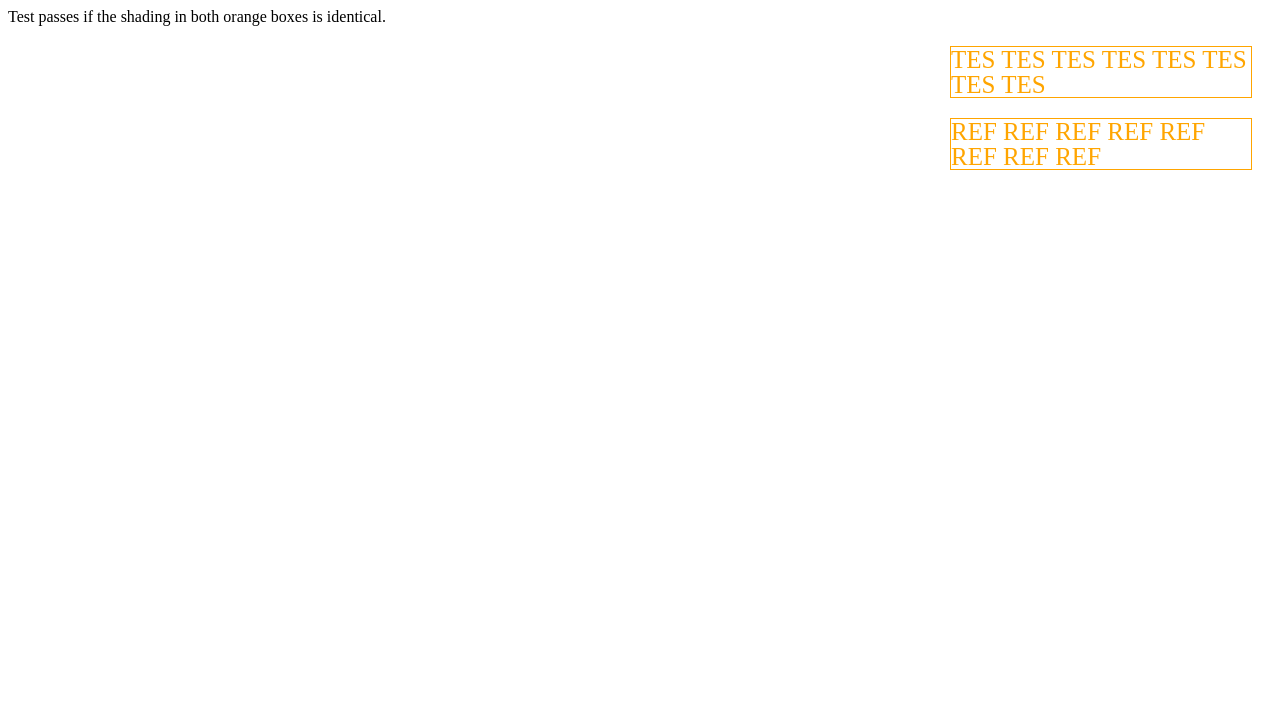 Test passes if the shading in both orange boxes is identical.
TES TES TES TES TES TES
TES TES
REF REF REF REF REF
REF REF REF